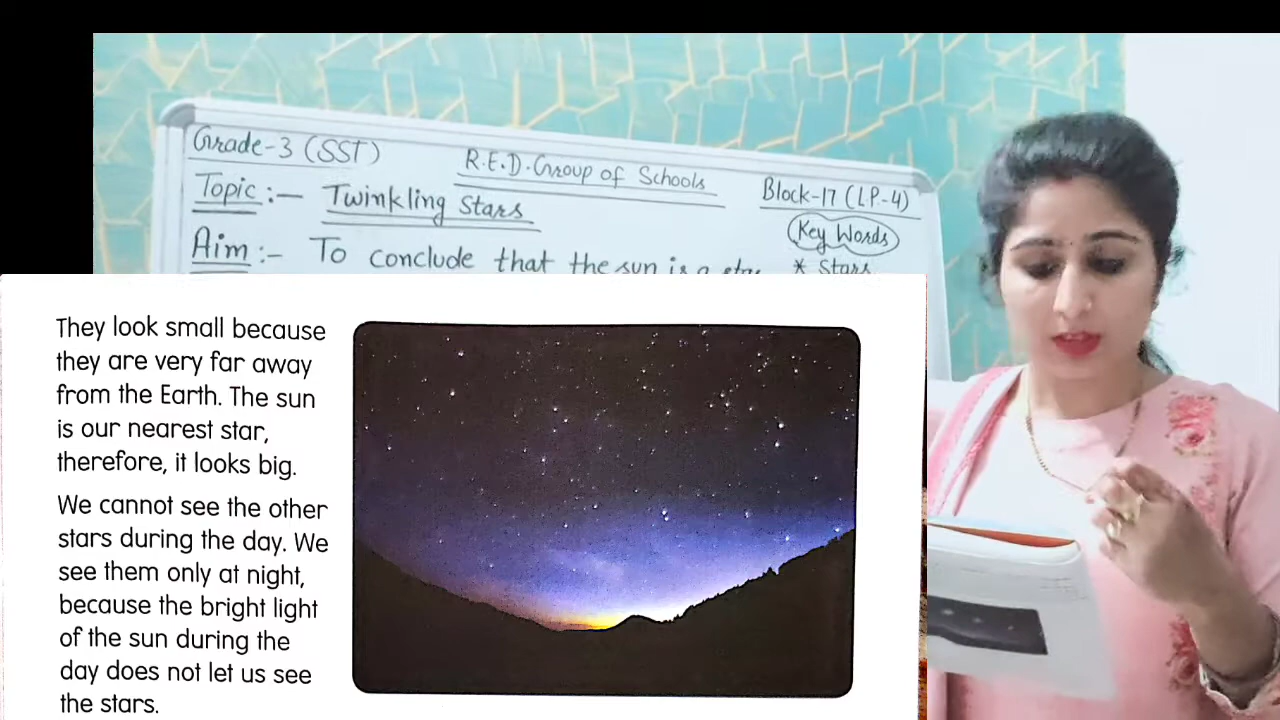 Grade-3 (SST)
R.E.D. Group of Schools
Block-17 (LP-4)
Topic :- Twinkling Stars
Key Words
Aim :- To conclude that the sun is a star
* Stars
They look small because
they are very far away
from the Earth. The sun
is our nearest star,
therefore, it looks big.
We cannot see the other
stars during the day. We
see them only at night,
because the bright light
of the sun during the
day does not let us see
the stars.